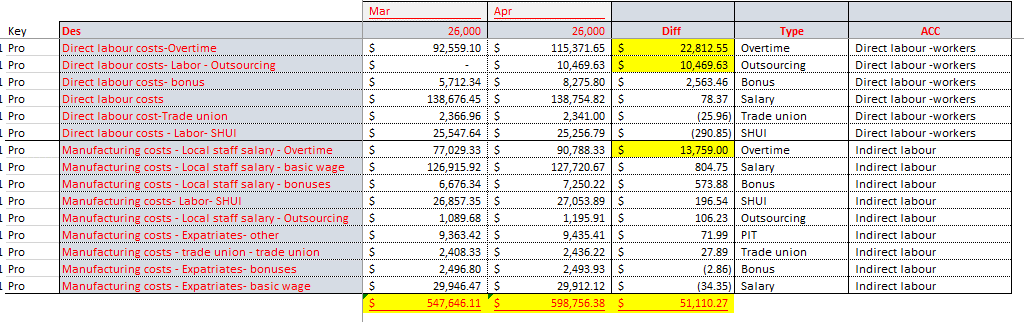 Mar Apr
Key Des 26,000 26,000 Diff Type ACC
1 Pro Direct labour costs-Overtime $ 92,559.10 $ 115,371.65 $ 22,812.55 Overtime Direct labour -workers
1 Pro Direct labour costs- Labor - Outsourcing $ - $ 10,469.63 $ 10,469.63 Outsourcing Direct labour -workers
1 Pro Direct labour costs- bonus $ 5,712.34 $ 8,275.80 $ 2,563.46 Bonus Direct labour -workers
1 Pro Direct labour costs $ 138,676.45 $ 138,754.82 $ 78.37 Salary Direct labour -workers
1 Pro Direct labour cost-Trade union $ 2,366.96 $ 2,341.00 $ (25.96) Trade union Direct labour -workers
1 Pro Direct labour costs - Labor- SHUI $ 25,547.64 $ 25,256.79 $ (290.85) SHUI Direct labour -workers
1 Pro Manufacturing costs - Local staff salary - Overtime $ 77,029.33 $ 90,788.33 $ 13,759.00 Overtime Indirect labour
1 Pro Manufacturing costs - Local staff salary - basic wage $ 126,915.92 $ 127,720.67 $ 804.75 Salary Indirect labour
1 Pro Manufacturing costs - Local staff salary - bonuses $ 6,676.34 $ 7,250.22 $ 573.88 Bonus Indirect labour
1 Pro Manufacturing costs- Labor- SHUI $ 26,857.35 $ 27,053.89 $ 196.54 SHUI Indirect labour
1 Pro Manufacturing costs - Local staff salary - Outsourcing $ 1,089.68 $ 1,195.91 $ 106.23 Outsourcing Indirect labour
1 Pro Manufacturing costs - Expatriates- other $ 9,363.42 $ 9,435.41 $ 71.99 PIT Indirect labour
1 Pro Manufacturing costs - trade union - trade union $ 2,408.33 $ 2,436.22 $ 27.89 Trade union Indirect labour
1 Pro Manufacturing costs - Expatriates- bonuses $ 2,496.80 $ 2,493.93 $ (2.86) Bonus Indirect labour
1 Pro Manufacturing costs - Expatriates- basic wage $ 29,946.47 $ 29,912.12 $ (34.35) Salary Indirect labour
$ 547,646.11 $ 598,756.38 $ 51,110.27